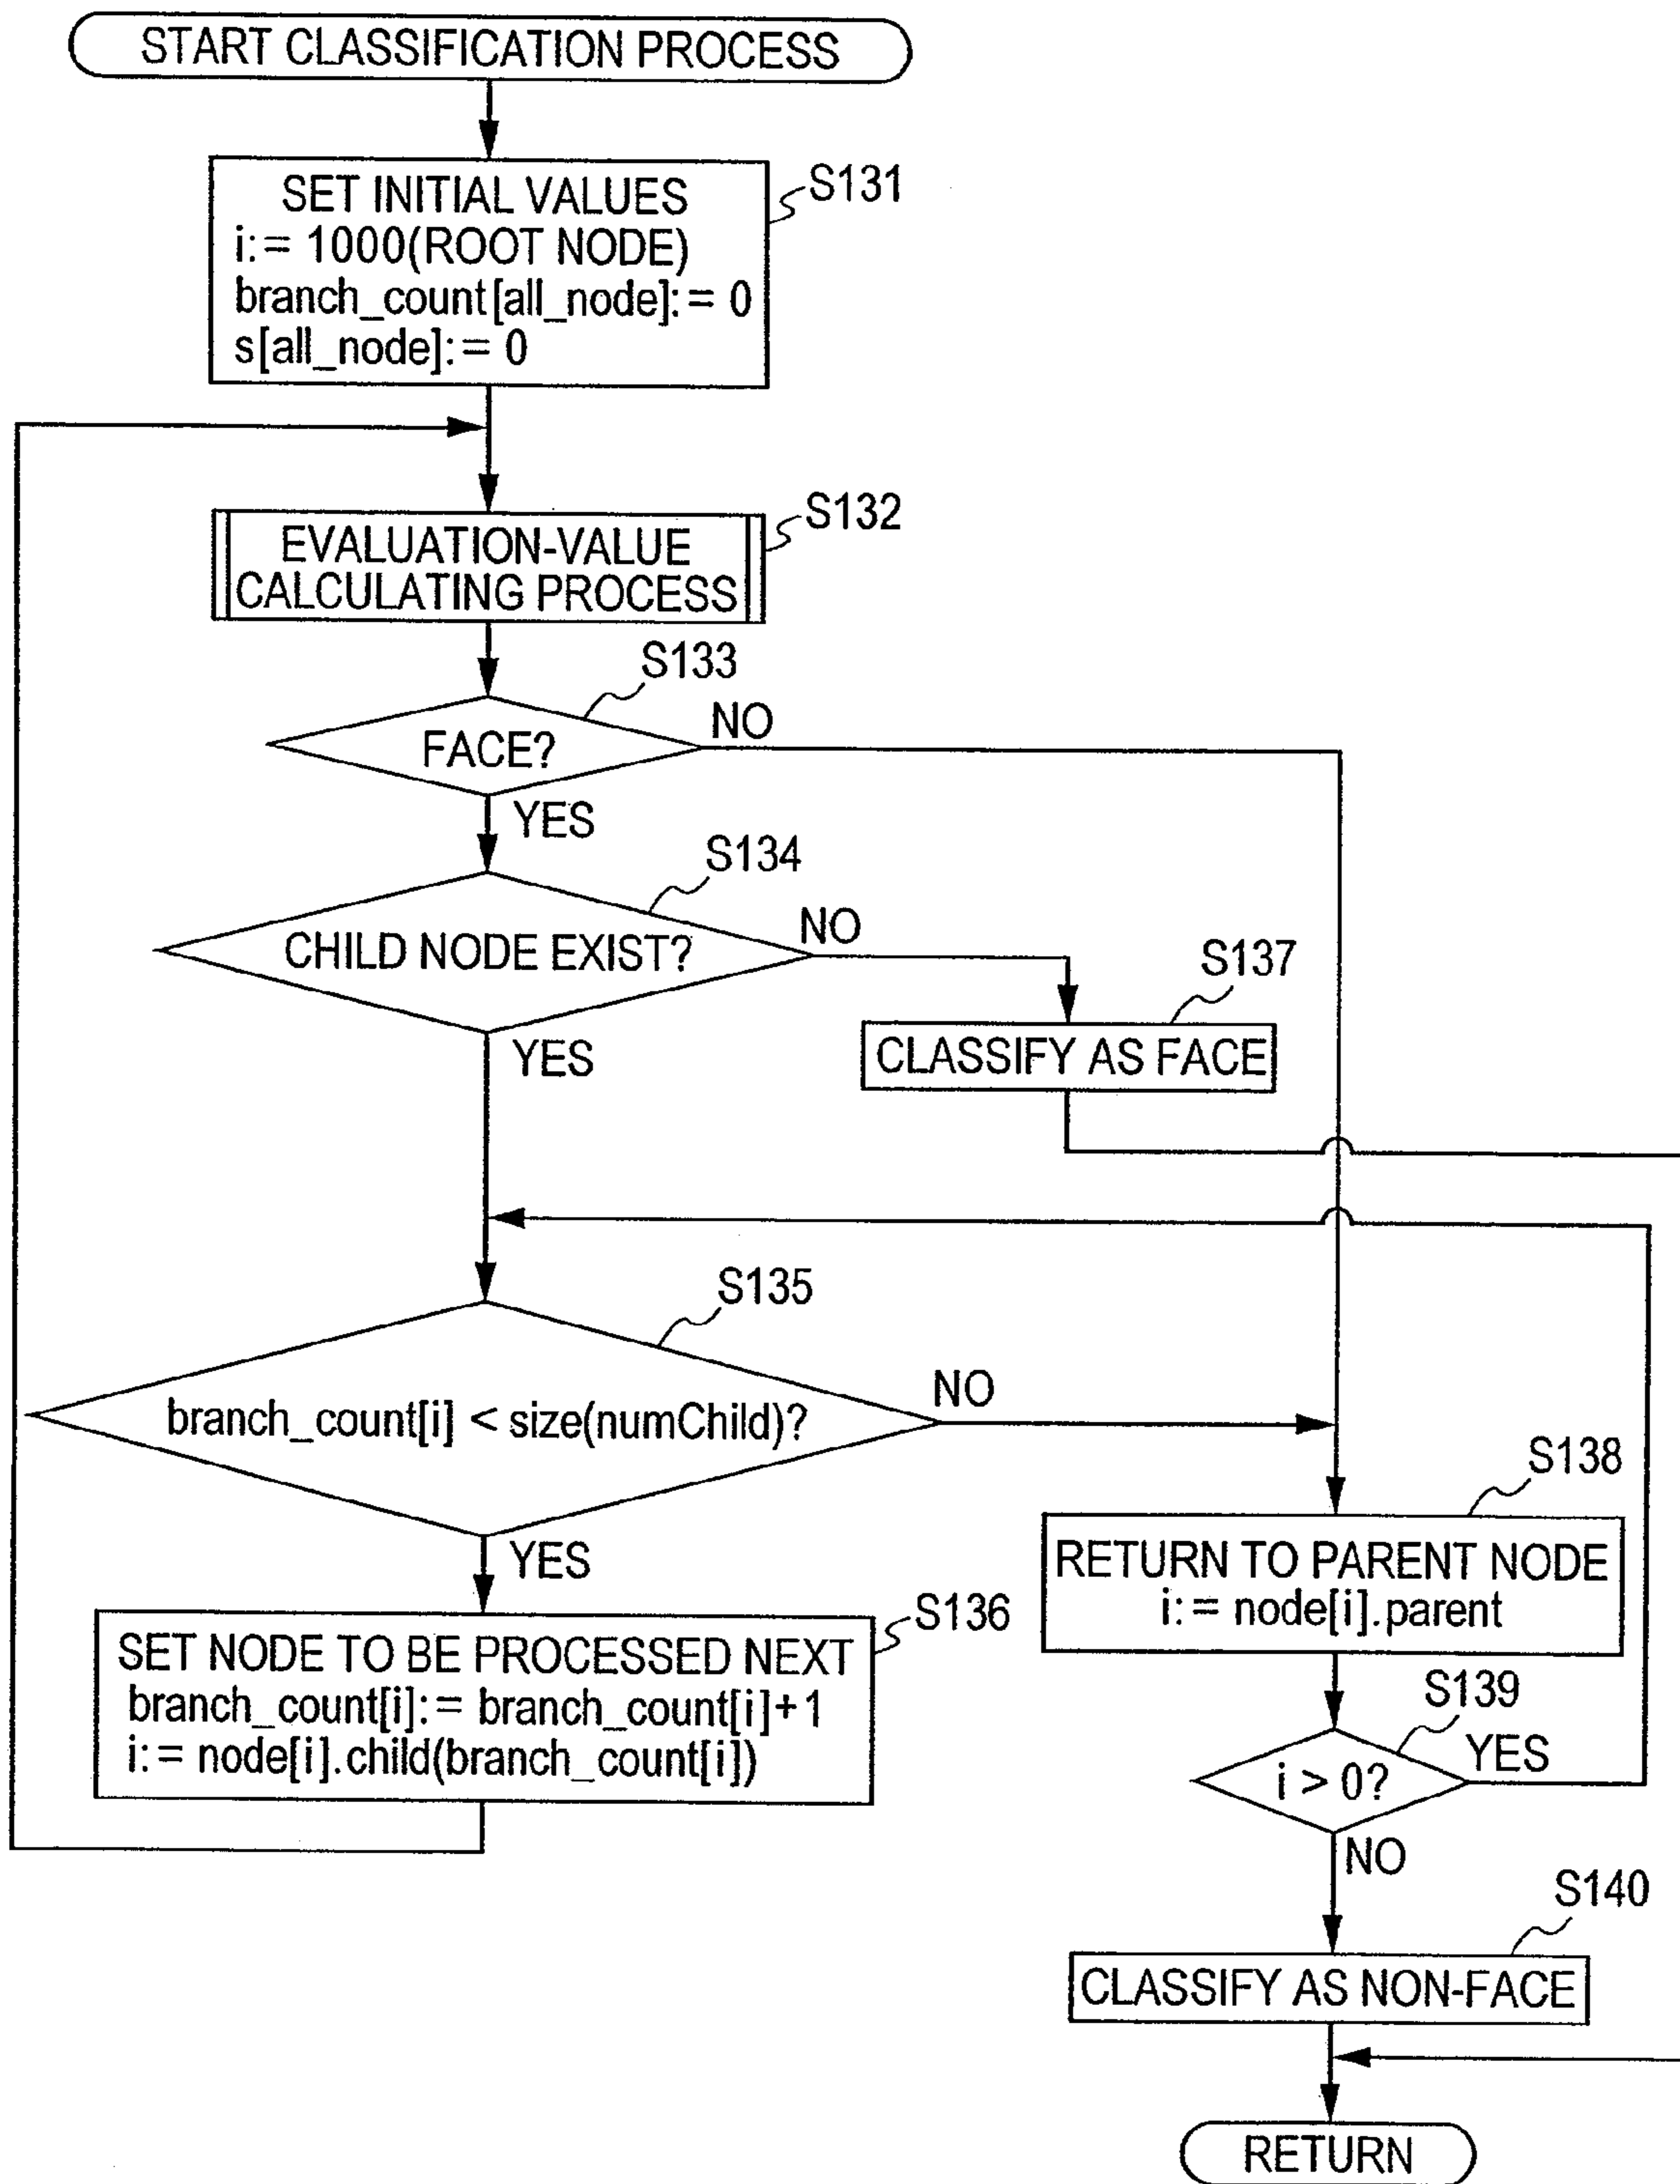 START CLASSIFICATION PROCESS
SET INITIAL VALUES
i:= 1000(ROOT NODE)
branch_count[all_node]:= 0
s[all_node]:= 0
S131
EVALUATION-VALUE
CALCULATING PROCESS
S132
S133
FACE?
NO
YES
S134
CHILD NODE EXIST?
NO
YES
S137
CLASSIFY AS FACE
S135
branch_count[i] < size(numChild)?
NO
YES
S136
SET NODE TO BE PROCESSED NEXT
branch_count[i]:= branch_count[i]+1
i:= node[i].child(branch_count[i])
S138
RETURN TO PARENT NODE
i:= node[i].parent
S139
i > 0?
YES
NO
S140
CLASSIFY AS NON-FACE
RETURN